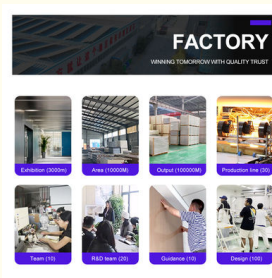 FACTORY
WINNING TOMORROW WITH QUALITY TRUST
Exhibition (3000m)
Area (10000M)
Output (100000M)
Production line (30)
Team (10)
R&D team (20)
Guidance (10)
Design (100)